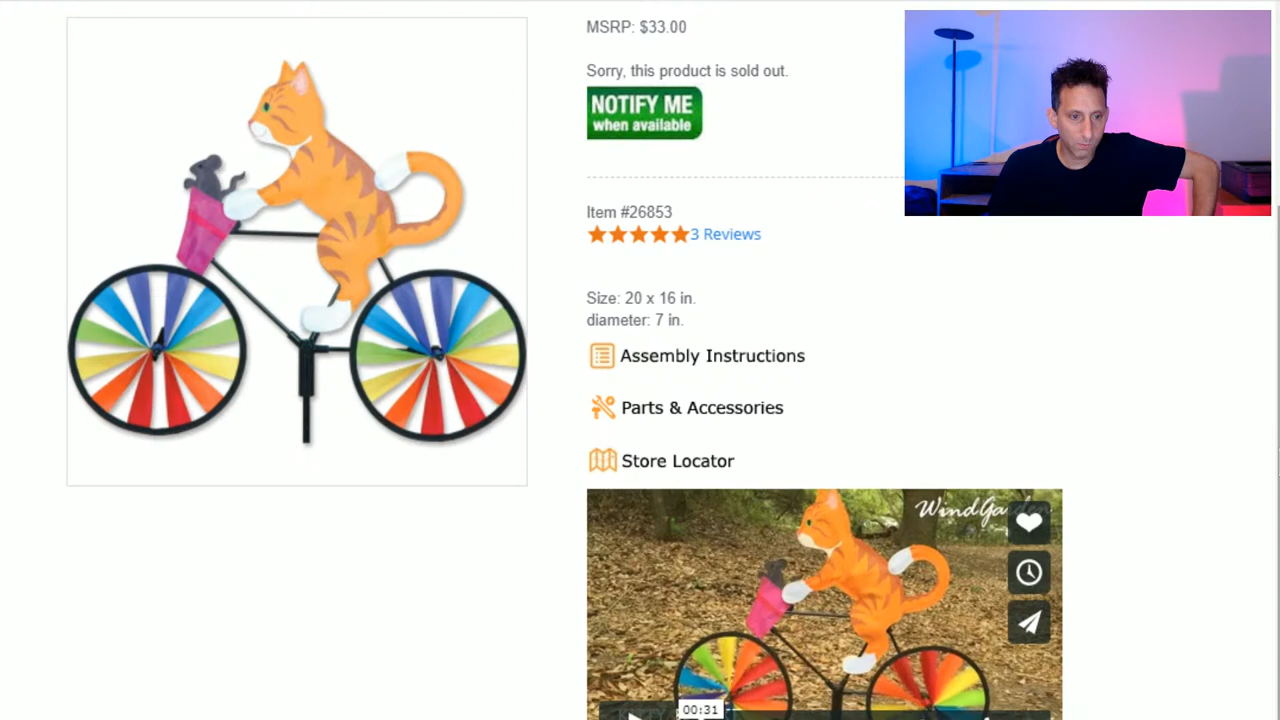 MSRP: $33.00
Sorry, this product is sold out.
NOTIFY ME
when available
Item #26853
3 Reviews
Size: 20 x 16 in.
diameter: 7 in.
Assembly Instructions
Parts & Accessories
Store Locator
00:31